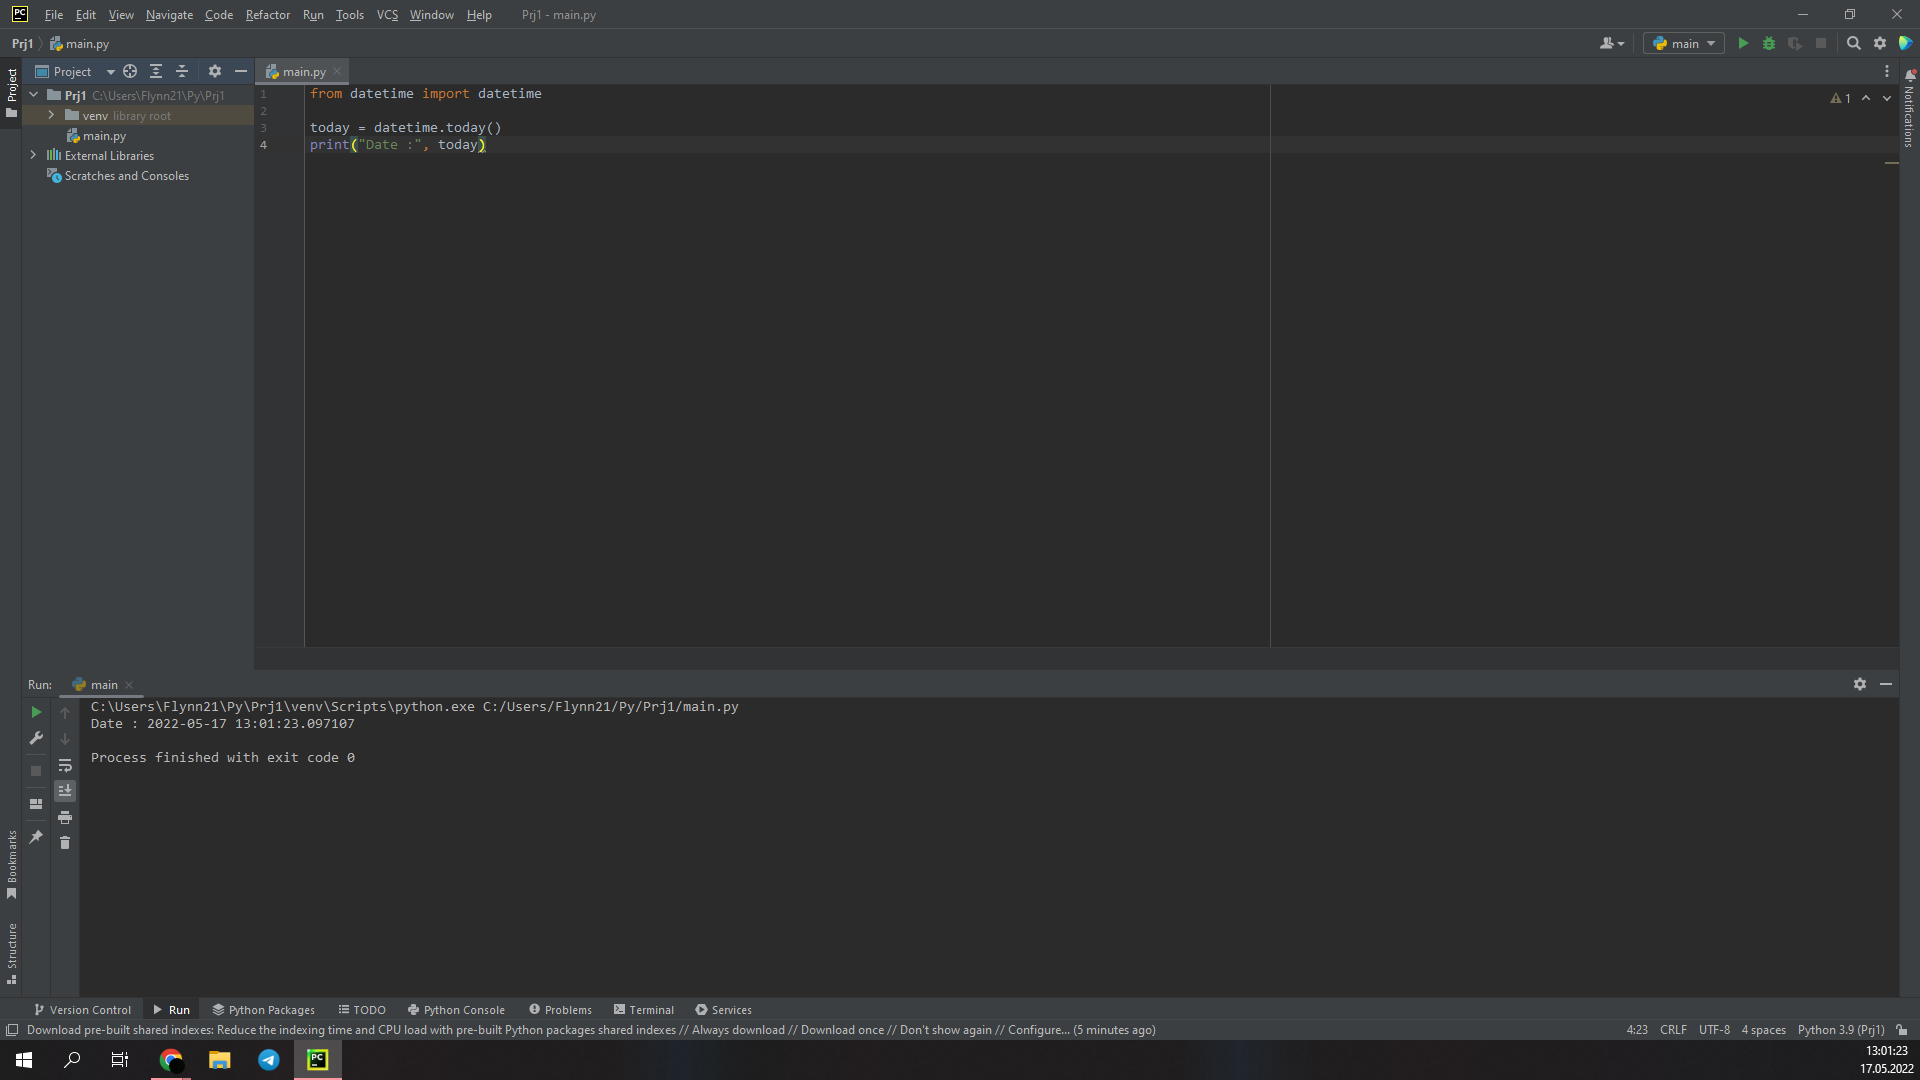 PC File Edit View Navigate Code Refactor Run Tools VCS Window Help Prj1 - main.py
Prj1 main.py main
Project main.py
Project
Prj1 C:\Users\Flynn21\Py\Prj1
venv library root
main.py
External Libraries
Scratches and Consoles
1 from datetime import datetime
2
3 today = datetime.today()
4 print("Date :", today)
1
Notifications
Run: main
C:\Users\Flynn21\Py\Prj1\venv\Scripts\python.exe C:/Users/Flynn21/Py/Prj1/main.py
Date : 2022-05-17 13:01:23.097107
Process finished with exit code 0
Bookmarks
Structure
Version Control Run Python Packages TODO Python Console Problems Terminal Services
Download pre-built shared indexes: Reduce the indexing time and CPU load with pre-built Python packages shared indexes // Always download // Download once // Don't show again // Configure... (5 minutes ago) 4:23 CRLF UTF-8 4 spaces Python 3.9 (Prj1)
PC
13:01:23
17.05.2022